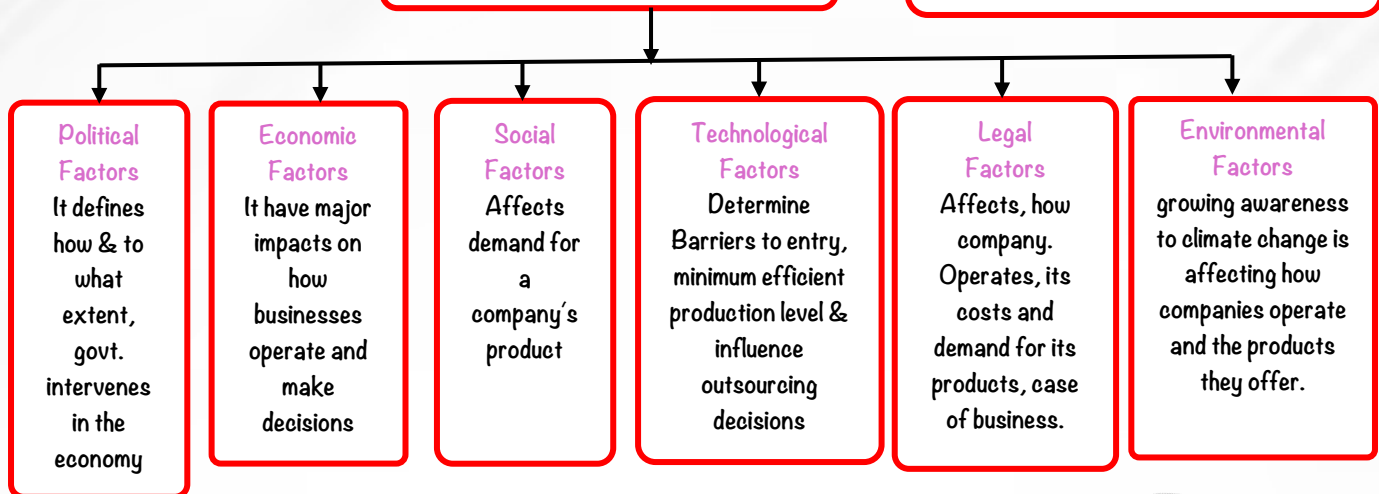 Political
Factors
It defines
how & to
what
extent,
govt.
intervenes
in the
economy
Economic
Factors
It have major
impacts on
how
businesses
operate and
make
decisions
Social
Factors
Affects
demand for
a
company's
product
Technological
Factors
Determine
Barriers to entry,
minimum efficient
production level &
influence
outsourcing
decisions
Legal
Factors
Affects, how
company.
Operates, its
costs and
demand for its
products, case
of business.
Environmental
Factors
growing awareness
to climate change is
affecting how
companies operate
and the products
they offer.